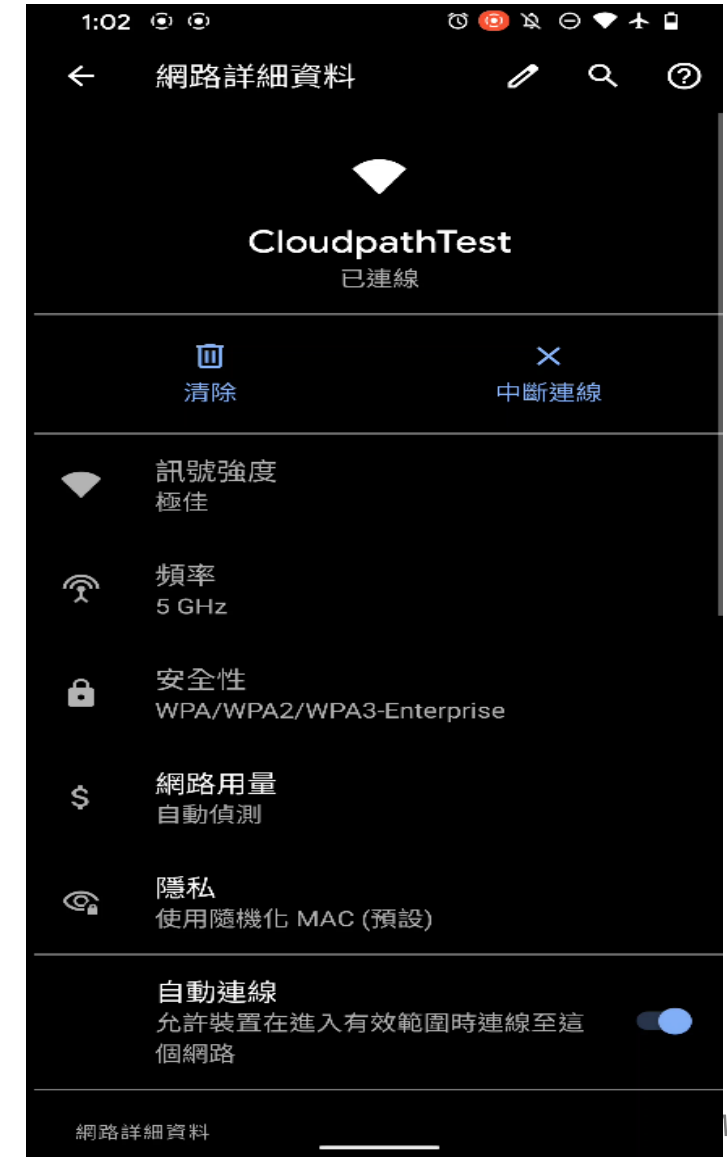 1:02
網路詳細資料
CloudpathTest
已連線
清除
中斷連線
訊號強度
極佳
頻率
5 GHz
安全性
WPA/WPA2/WPA3-Enterprise
$
網路用量
自動偵測
隱私
使用隨機化 MAC (預設)
自動連線
允許裝置在進入有效範圍時連線至這
個網路
網路詳細資料